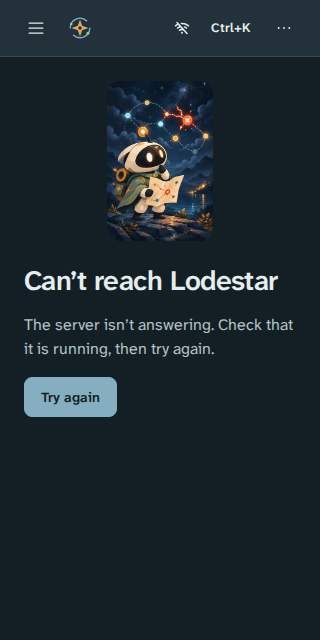 Ctrl+K
Can’t reach Lodestar
The server isn’t answering. Check that
it is running, then try again.
Try again